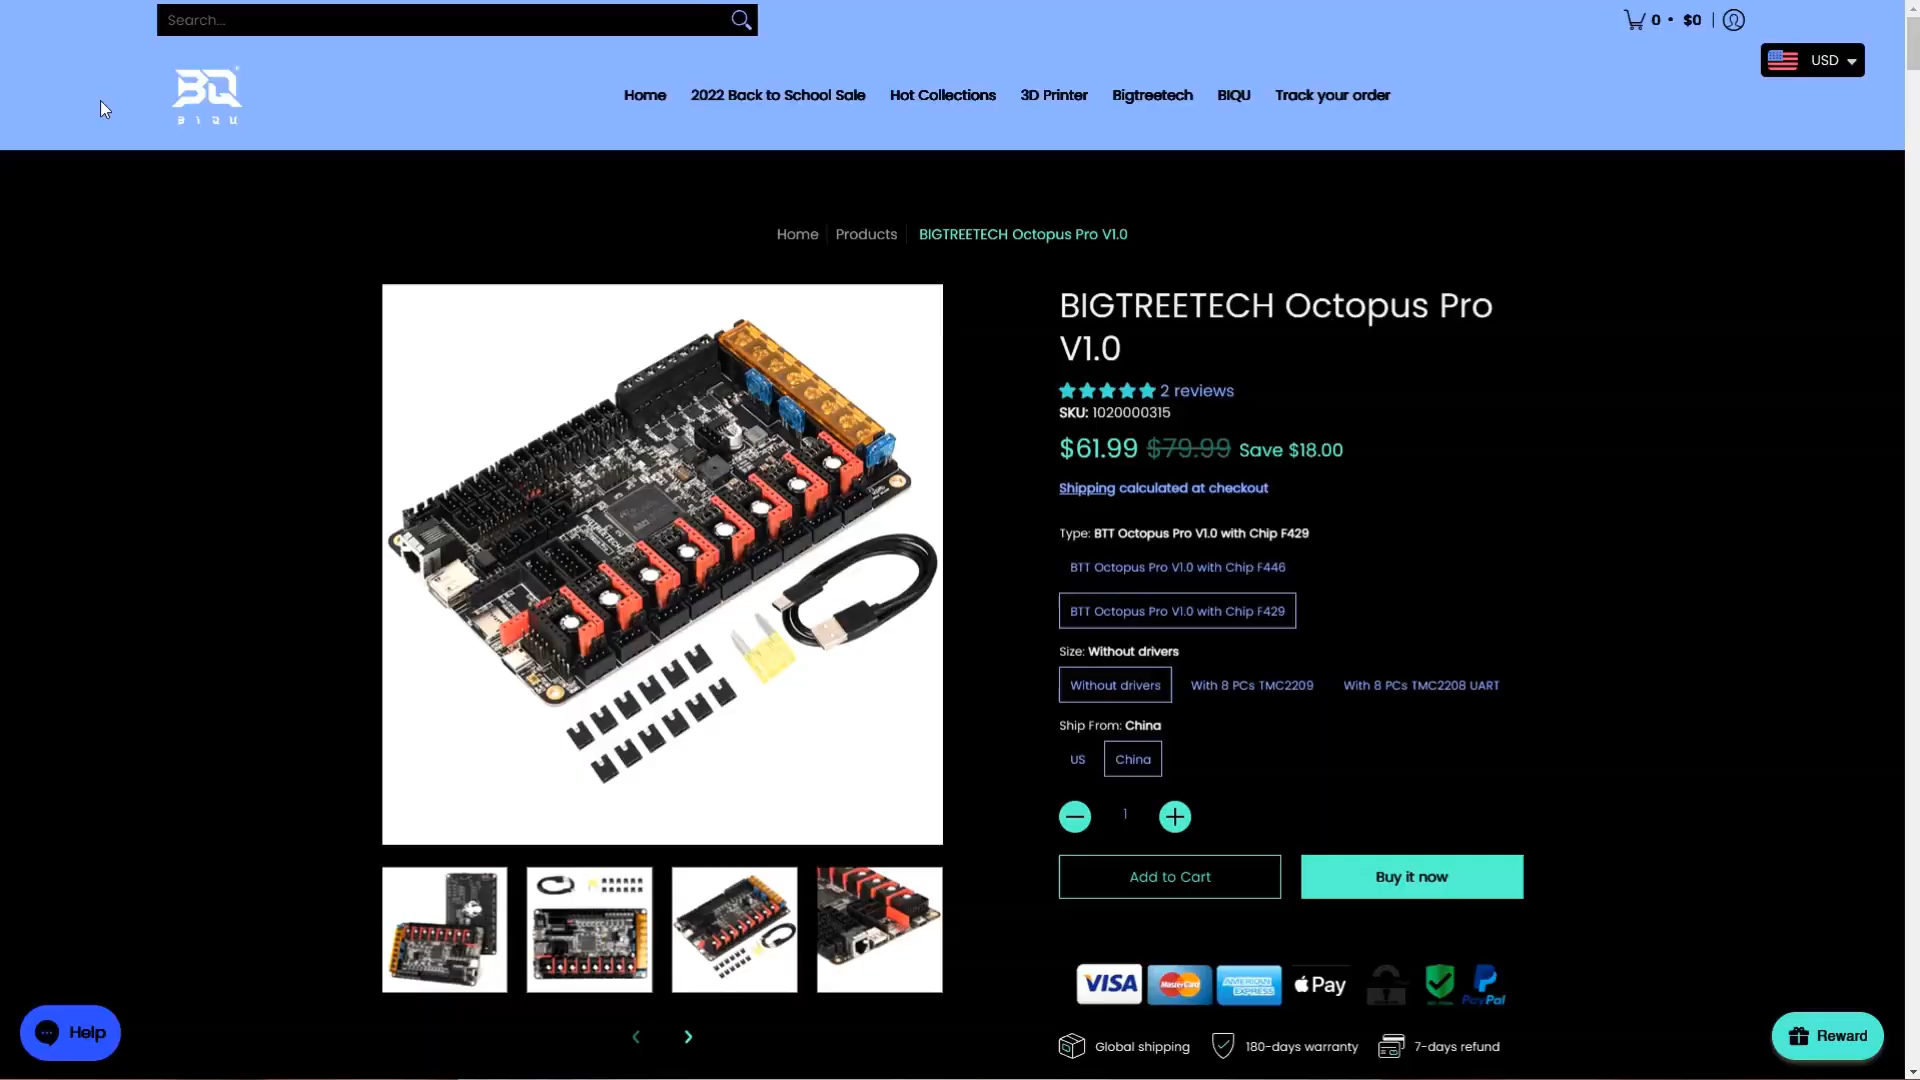 Search...
0 • $0
USD
BQ
BIQU
Home
2022 Back to School Sale
Hot Collections
3D Printer
Bigtreetech
BIQU
Track your order
Home
Products
BIGTREETECH Octopus Pro V1.0
BIGTREETECH Octopus Pro
V1.0
2 reviews
SKU: 1020000315
$61.99 $79.99 Save $18.00
Shipping calculated at checkout
Type: BTT Octopus Pro V1.0 with Chip F429
BTT Octopus Pro V1.0 with Chip F446
BTT Octopus Pro V1.0 with Chip F429
Size: Without drivers
Without drivers
With 8 PCs TMC2209
With 8 PCs TMC2208 UART
Ship From: China
US
China
1
Add to Cart
Buy it now
VISA
MasterCard
AMERICAN EXPRESS
Pay
PayPal
Global shipping
180-days warranty
7-days refund
Help
Reward